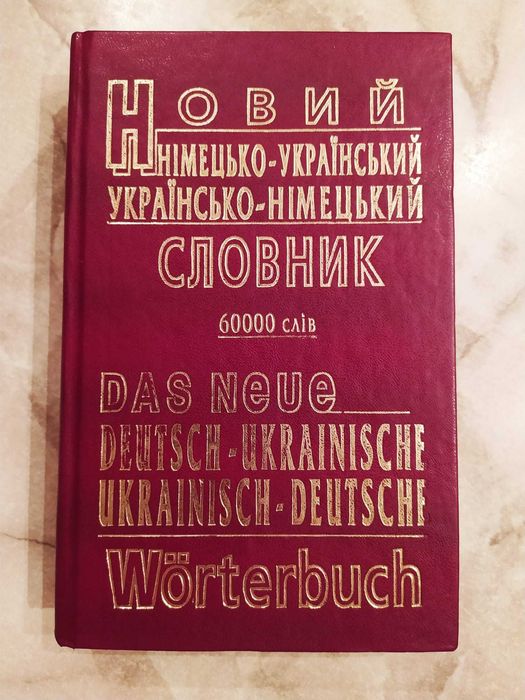 Новий
німецько-український
українсько-німецький
словник
60000 слів
DAS Neue
DEUTSCH-UKRAINISCHE
UKRAINISCH-DEUTSCHE
Wörterbuch